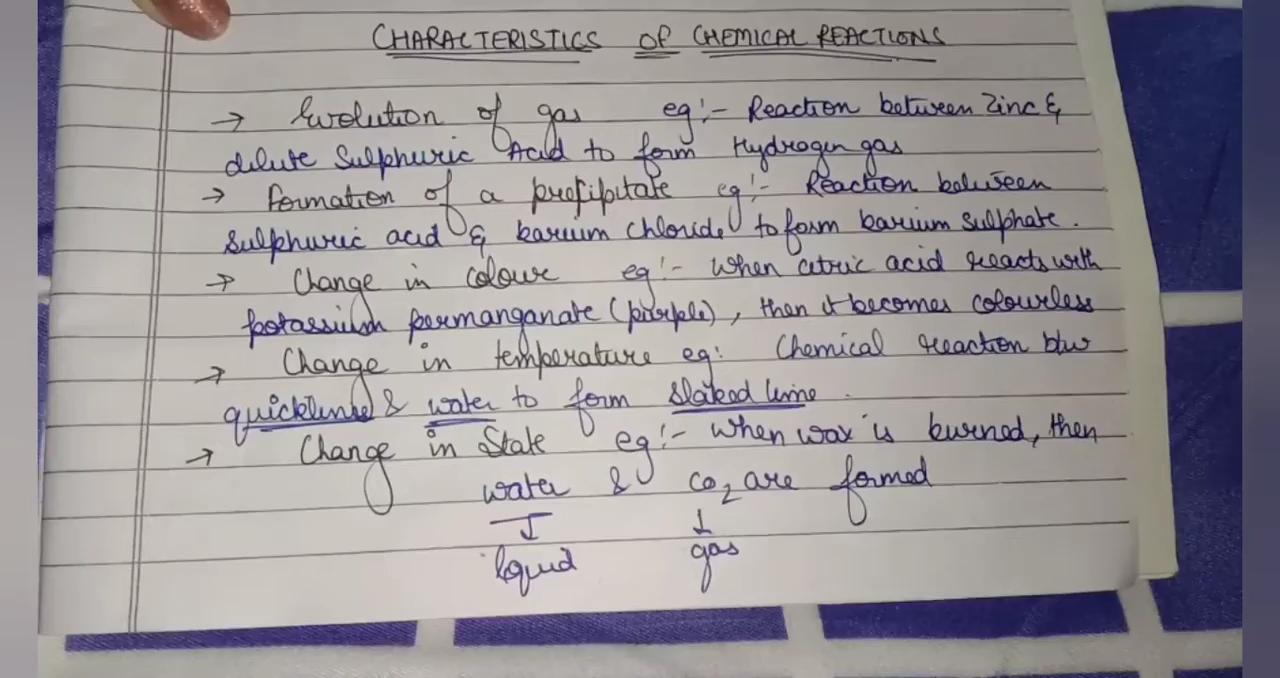 CHARACTERISTICS OF CHEMICAL REACTIONS
→ Evolution of gas eg:- Reaction between Zinc &
dilute Sulphuric Acid to form Hydrogen gas
→ Formation of a precipitate eg:- Reaction between
sulphuric acid & barium chloride to form barium sulphate.
→ Change in colour eg:- When citric acid reacts with
potassium permanganate (purple), then it becomes colourless
→ Change in temperature eg: Chemical reaction btw
quicklime & water to form slaked lime.
→ Change in State eg:- When wax is burned, then
water & CO2 are formed
↓ ↓
liquid gas